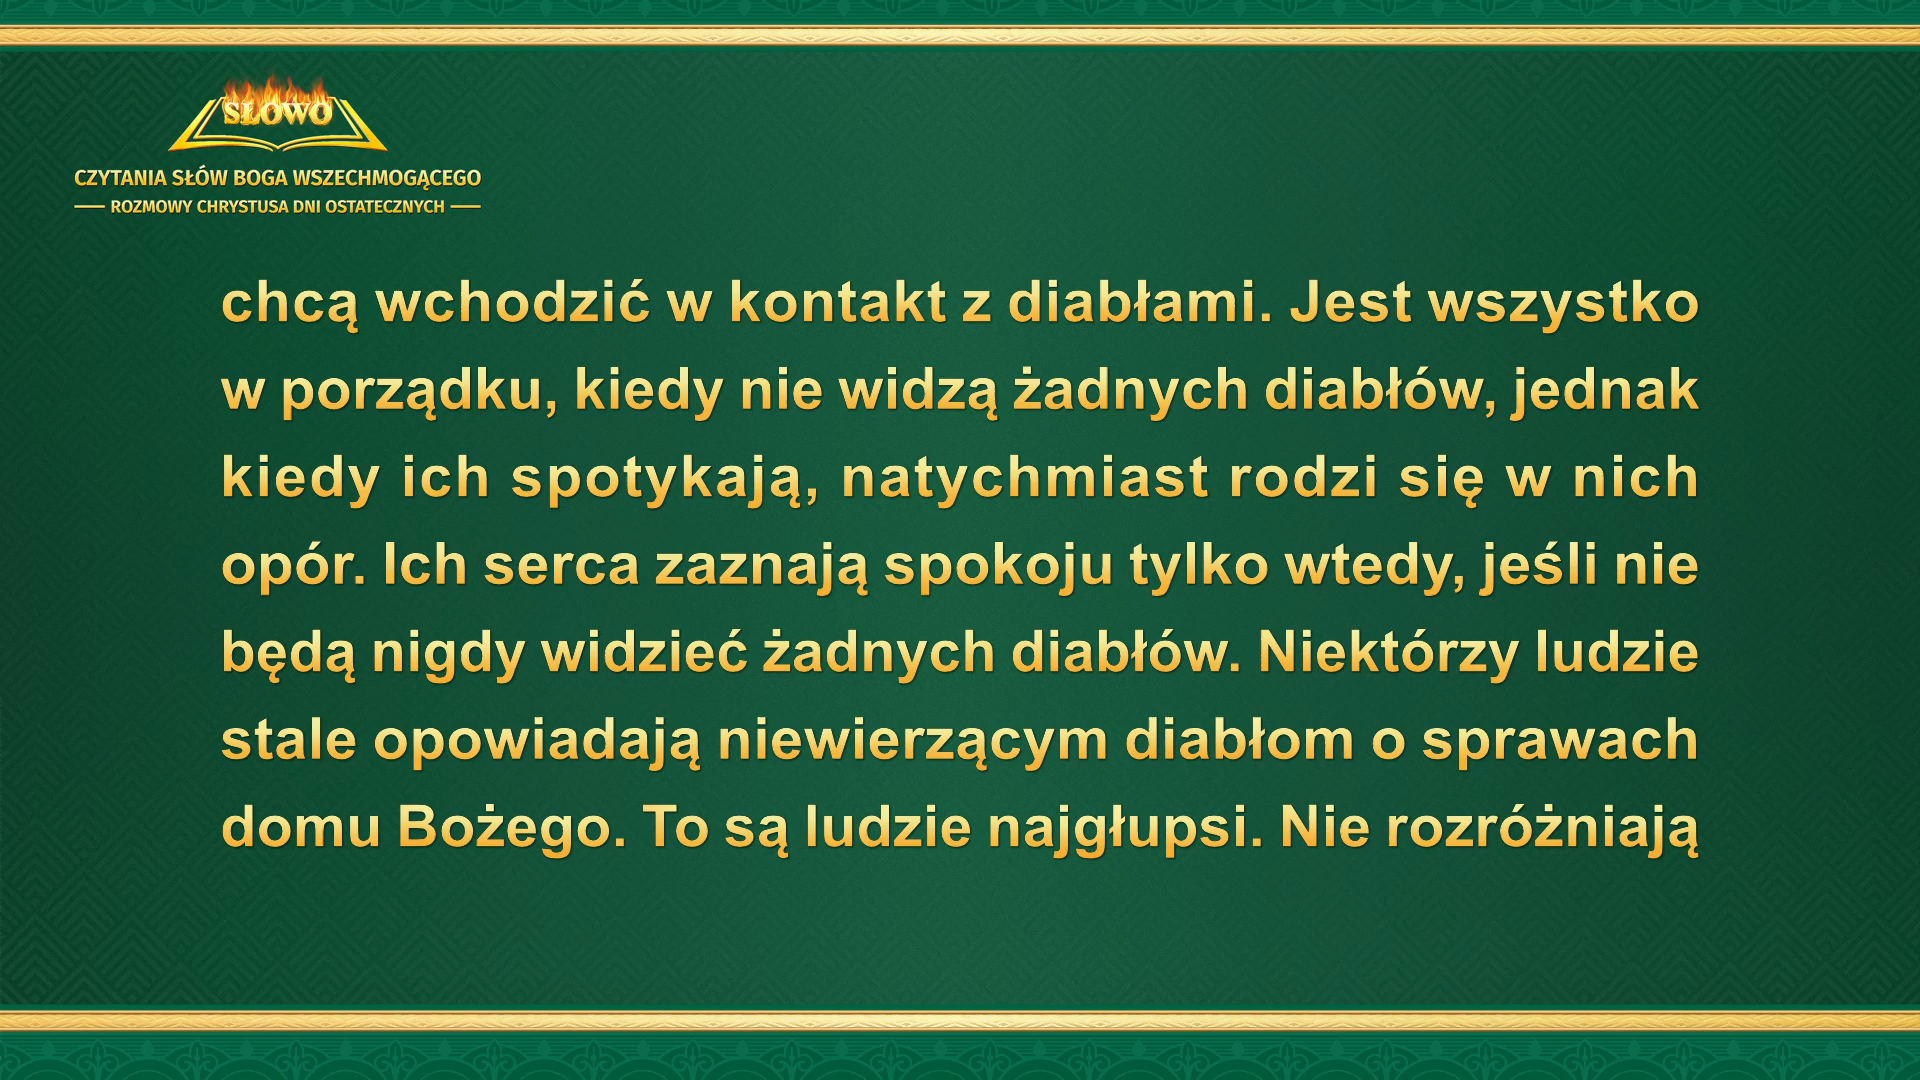 SŁOWO
CZYTANIA SŁÓW BOGA WSZECHMOGĄCEGO
ROZMOWY CHRYSTUSA DNI OSTATECZNYCH
chcą wchodzić w kontakt z diabłami. Jest wszystko
w porządku, kiedy nie widzą żadnych diabłów, jednak
kiedy ich spotykają, natychmiast rodzi się w nich
opór. Ich serca zaznają spokoju tylko wtedy, jeśli nie
będą nigdy widzieć żadnych diabłów. Niektórzy ludzie
stale opowiadają niewierzącym diabłom o sprawach
domu Bożego. To są ludzie najgłupsi. Nie rozróżniają